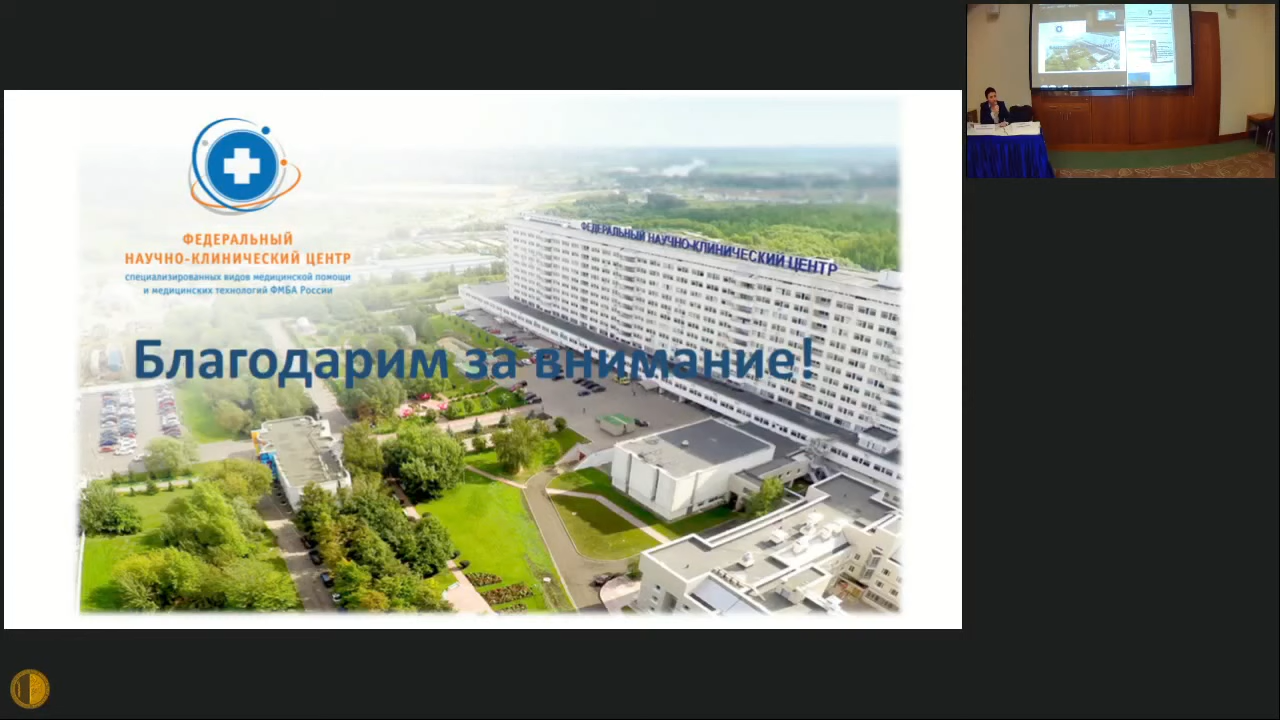 ФЕДЕРАЛЬНЫЙ
НАУЧНО-КЛИНИЧЕСКИЙ ЦЕНТР
специализированных видов медицинской помощи
и медицинских технологий ФМБА России
ФЕДЕРАЛЬНЫЙ НАУЧНО-КЛИНИЧЕСКИЙ ЦЕНТР
Благодарим за внимание!